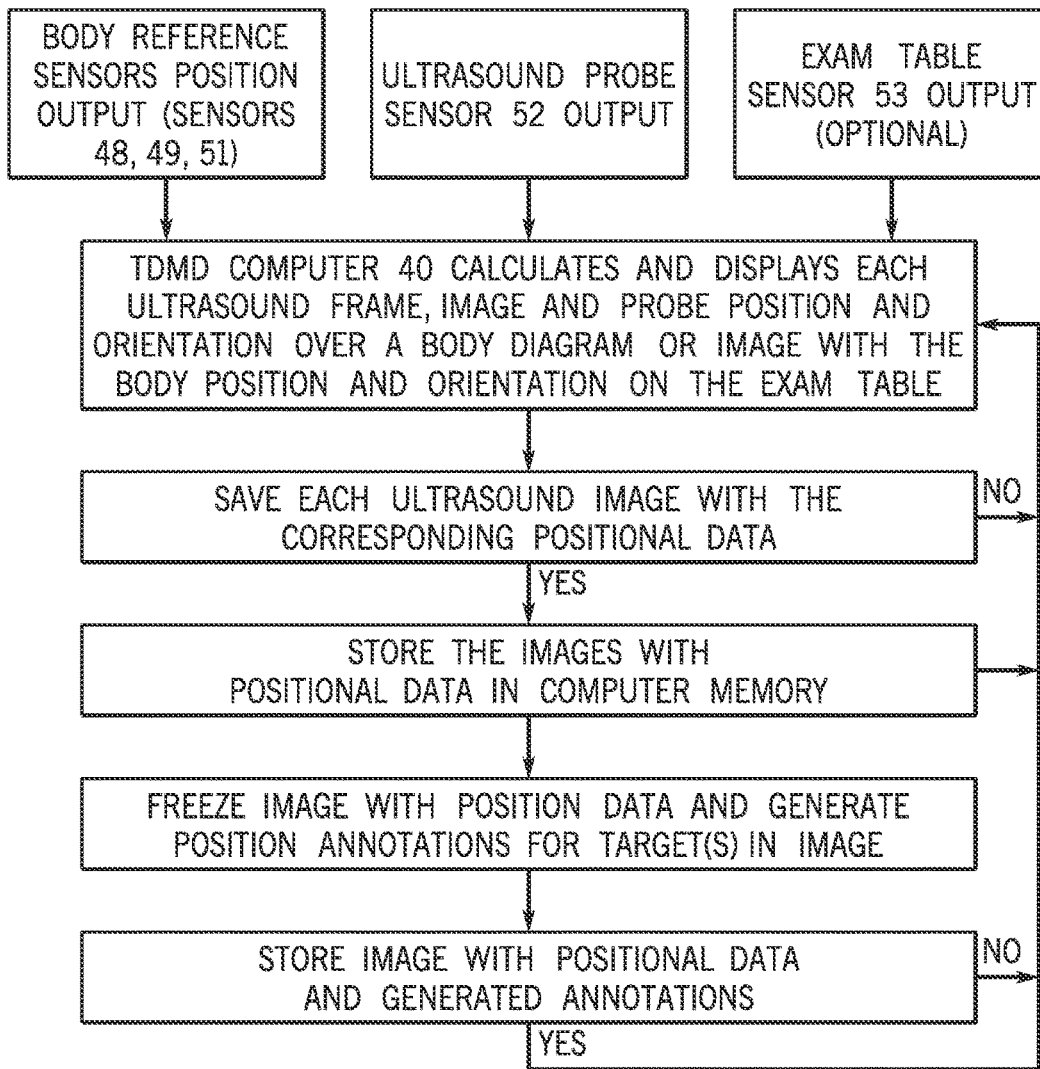 BODY REFERENCE
SENSORS POSITION
OUTPUT (SENSORS
48, 49, 51)
ULTRASOUND PROBE
SENSOR 52 OUTPUT
EXAM TABLE
SENSOR 53 OUTPUT
(OPTIONAL)
TDMD COMPUTER 40 CALCULATES AND DISPLAYS EACH
ULTRASOUND FRAME, IMAGE AND PROBE POSITION AND
ORIENTATION OVER A BODY DIAGRAM OR IMAGE WITH THE
BODY POSITION AND ORIENTATION ON THE EXAM TABLE
SAVE EACH ULTRASOUND IMAGE WITH THE
CORRESPONDING POSITIONAL DATA
NO
YES
STORE THE IMAGES WITH
POSITIONAL DATA IN COMPUTER MEMORY
FREEZE IMAGE WITH POSITION DATA AND GENERATE
POSITION ANNOTATIONS FOR TARGET(S) IN IMAGE
STORE IMAGE WITH POSITIONAL DATA
AND GENERATED ANNOTATIONS
NO
YES